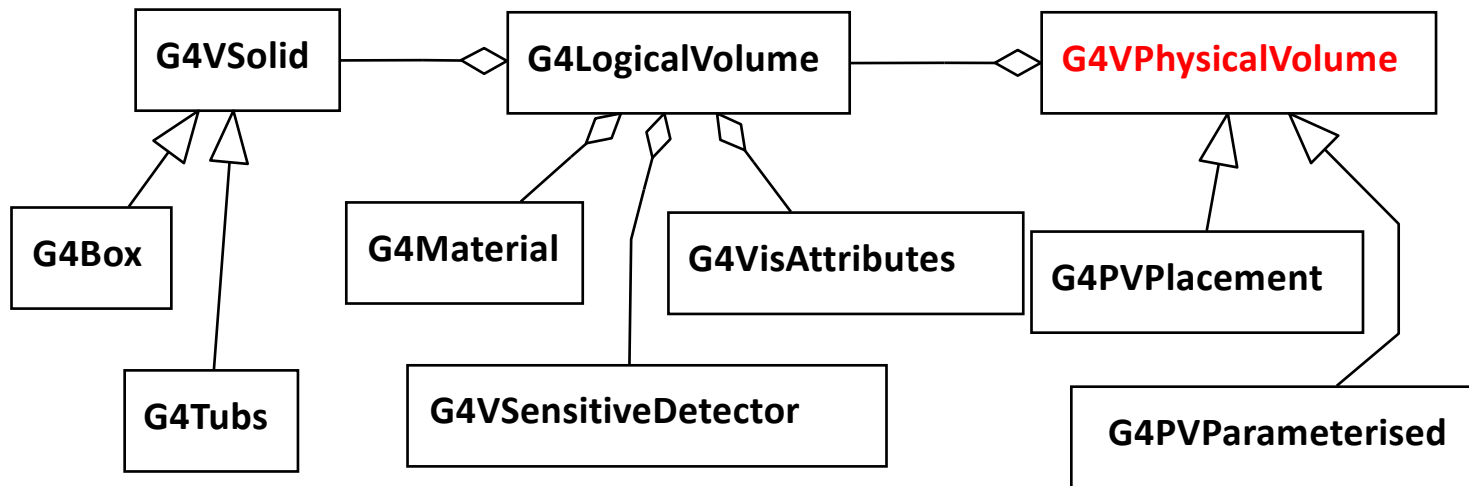 G4VSolid
G4LogicalVolume
G4VPhysicalVolume
G4Box
G4Material
G4VisAttributes
G4PVPlacement
G4Tubs
G4VSensitiveDetector
G4PVParameterised